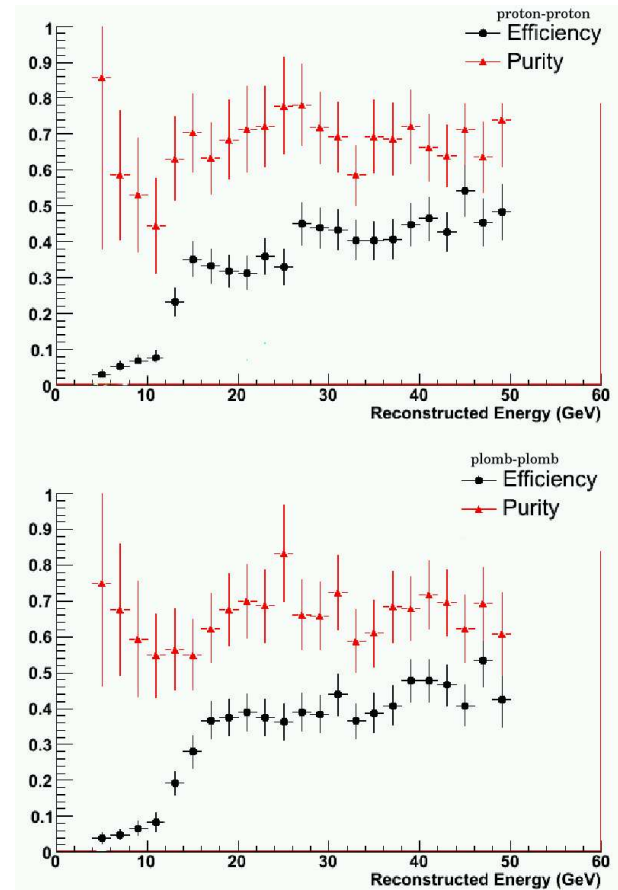 proton-proton
Efficiency
Purity
1
0.9
0.8
0.7
0.6
0.5
0.4
0.3
0.2
0.1
0
0 10 20 30 40 50 60
Reconstructed Energy (GeV)
plomb-plomb
Efficiency
Purity
1
0.9
0.8
0.7
0.6
0.5
0.4
0.3
0.2
0.1
0
0 10 20 30 40 50 60
Reconstructed Energy (GeV)